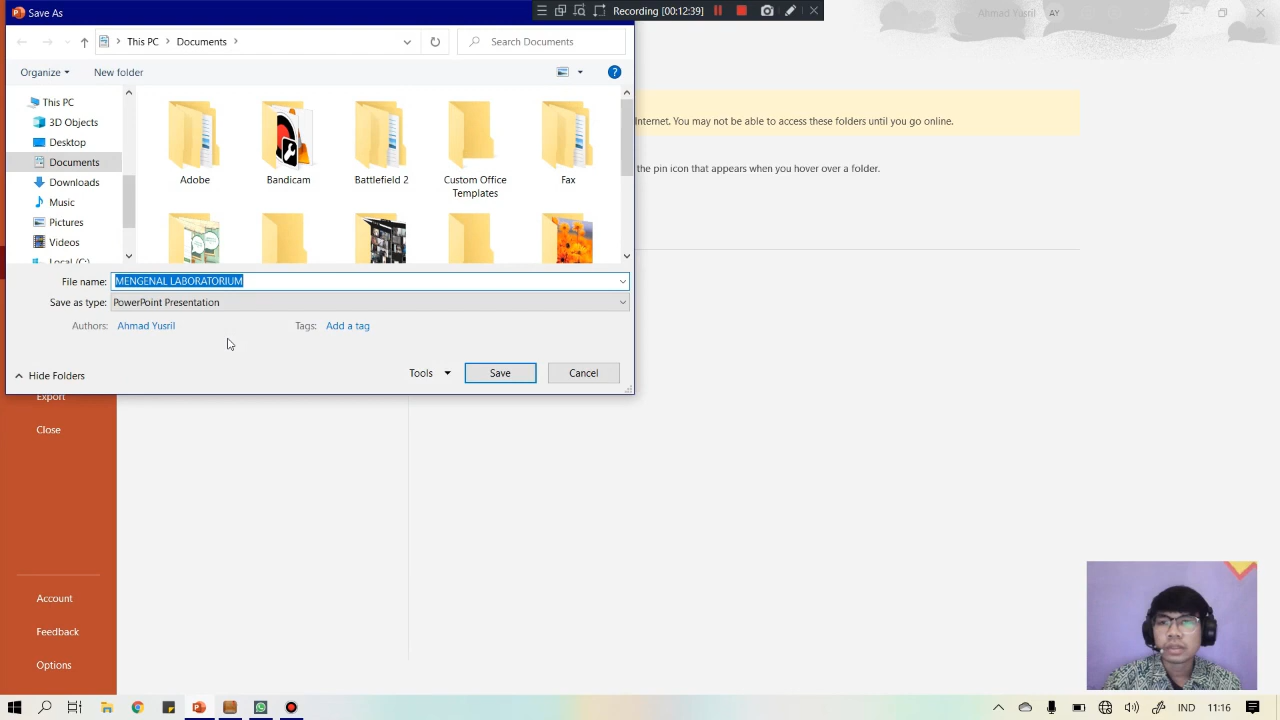 Save As
Recording [00:12:39]
Ahmad Yusril AY
This PC Documents
Search Documents
Organize New folder
This PC
3D Objects
Desktop
Documents
Downloads
Music
Pictures
Videos
Local (C:)
Adobe
Bandicam
Battlefield 2
Custom Office
Templates
Fax
Internet. You may not be able to access these folders until you go online.
the pin icon that appears when you hover over a folder.
File name: MENGENAL LABORATORIUM
Save as type: PowerPoint Presentation
Authors: Ahmad Yusril Tags: Add a tag
Hide Folders Tools Save Cancel
Export
Close
Account
Feedback
Options
IND 11:16